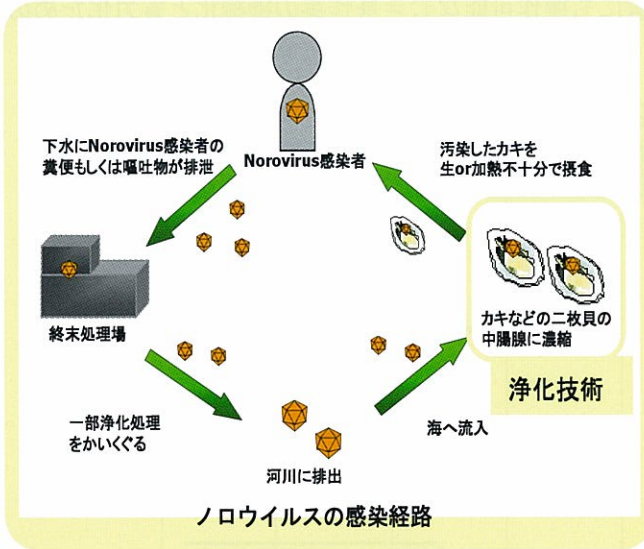 下水にNorovirus感染者の
糞便もしくは嘔吐物が排泄
Norovirus感染者
汚染したカキを
生or加熱不十分で摂食
終末処理場
カキなどの二枚貝の
中腸腺に濃縮
浄化技術
一部浄化処理
をかいくぐる
海へ流入
河川に排出
ノロウイルスの感染経路